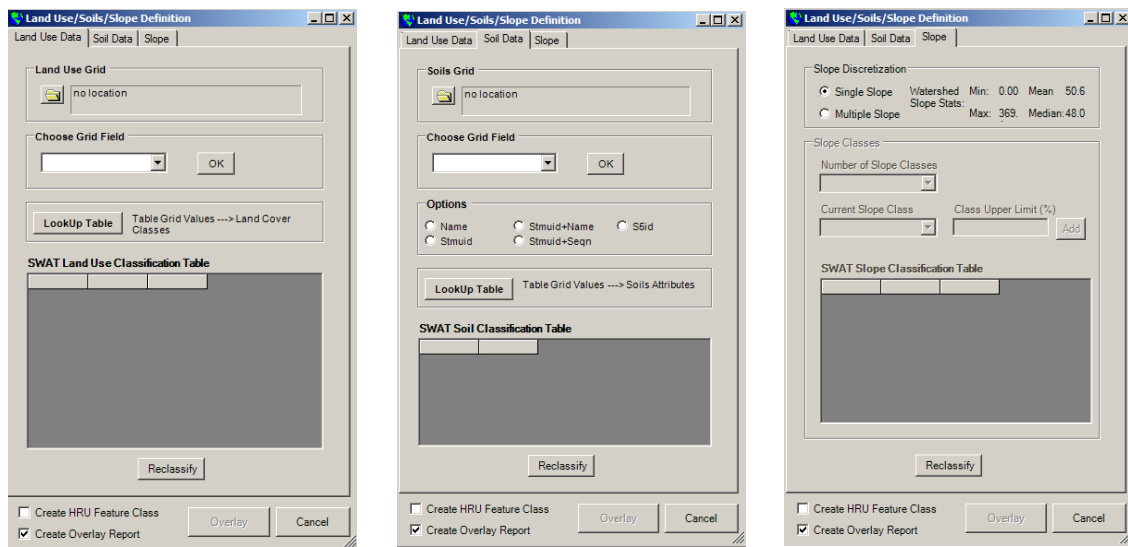 Land Use/Soils/Slope Definition
Land Use Data Soil Data Slope
Land Use Grid
no location
Choose Grid Field
OK
LookUp Table Table Grid Values ---> Land Cover
Classes
SWAT Land Use Classification Table
Reclassify
Create HRU Feature Class
Create Overlay Report
Overlay Cancel
Land Use/Soils/Slope Definition
Land Use Data Soil Data Slope
Soils Grid
no location
Choose Grid Field
OK
Options
Name Stmuid+Name S5id
Stmuid Stmuid+Seqn
LookUp Table Table Grid Values ---> Soils Attributes
SWAT Soil Classification Table
Reclassify
Create HRU Feature Class
Create Overlay Report
Overlay Cancel
Land Use/Soils/Slope Definition
Land Use Data Soil Data Slope
Slope Discretization
Single Slope Watershed Min: 0.00 Mean 50.6
Slope Stats:
Multiple Slope Max: 369. Median: 48.0
Slope Classes
Number of Slope Classes
Current Slope Class Class Upper Limit (%)
Add
SWAT Slope Classification Table
Reclassify
Create HRU Feature Class
Create Overlay Report
Overlay Cancel